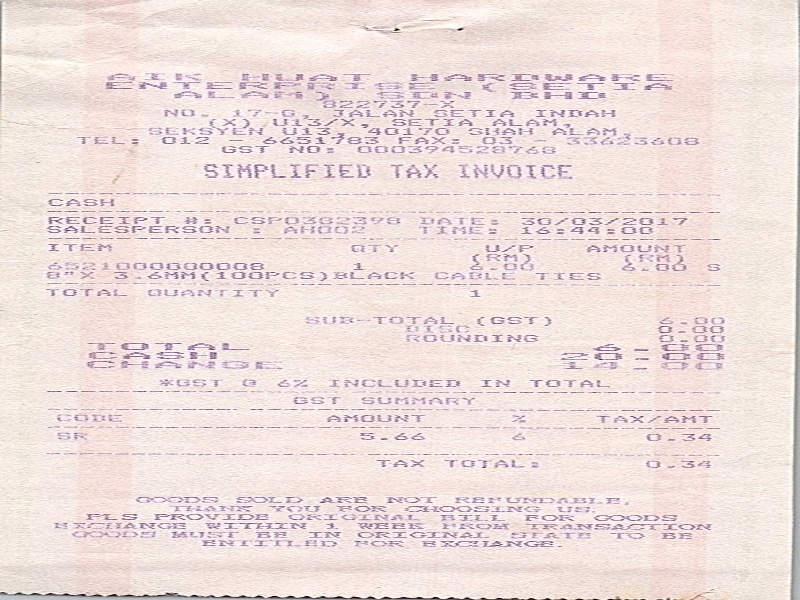 AIK HUAT HARDWARE
ENTERPRISE (SETIA
ALAM) SDN BHD
822737-X
NO. 17-G, JALAN SETIA INDAH
(X) U13/X, SETIA ALAM,
SEKSYEN U13, 40170 SHAH ALAM,
TEL: 012 - 6651783 FAX: 03 - 33623608
GST NO: 000394528768
SIMPLIFIED TAX INVOICE
CASH
RECEIPT #: CSP0382398 DATE: 30/03/2017
SALESPERSON : AH002 TIME: 16:44:00
ITEM QTY U/P AMOUNT
(RM) (RM)
6521000000008 1 6.00 6.00 S
8"X 3.6MM(100PCS)BLACK CABLE TIES
TOTAL QUANTITY 1
SUB-TOTAL (GST) 6.00
DISC 0.00
ROUNDING 0.00
TOTAL 6.00
CASH 20.00
CHANGE 14.00
*GST @ 6% INCLUDED IN TOTAL
GST SUMMARY
CODE AMOUNT % TAX/AMT
SR 5.66 6 0.34
TAX TOTAL: 0.34
GOODS SOLD ARE NOT REFUNDABLE,
THANK YOU FOR CHOOSING US.
PLS PROVIDE ORIGINAL BILL FOR GOODS
EXCHANGE WITHIN 1 WEEK FROM TRANSACTION
GOODS MUST BE IN ORIGINAL STATE TO BE
ENTITLED FOR EXCHANGE.